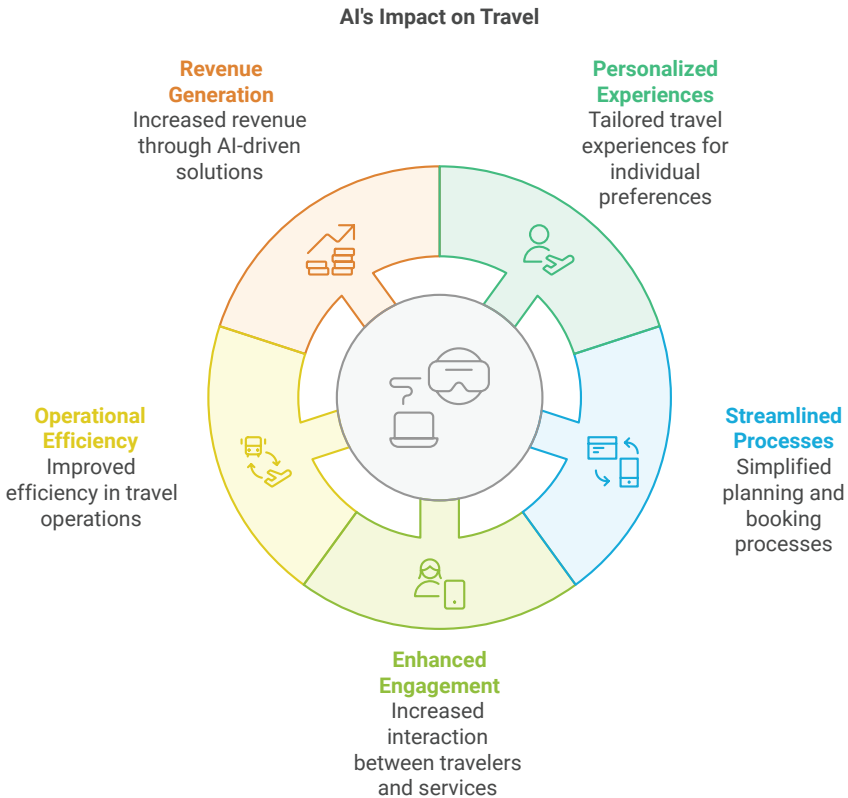 AI's Impact on Travel
Revenue
Generation
Increased revenue
through AI-driven
solutions
Personalized
Experiences
Tailored travel
experiences for
individual
preferences
Operational
Efficiency
Improved
efficiency in travel
operations
Streamlined
Processes
Simplified
planning and
booking
processes
Enhanced
Engagement
Increased
interaction
between travelers
and services